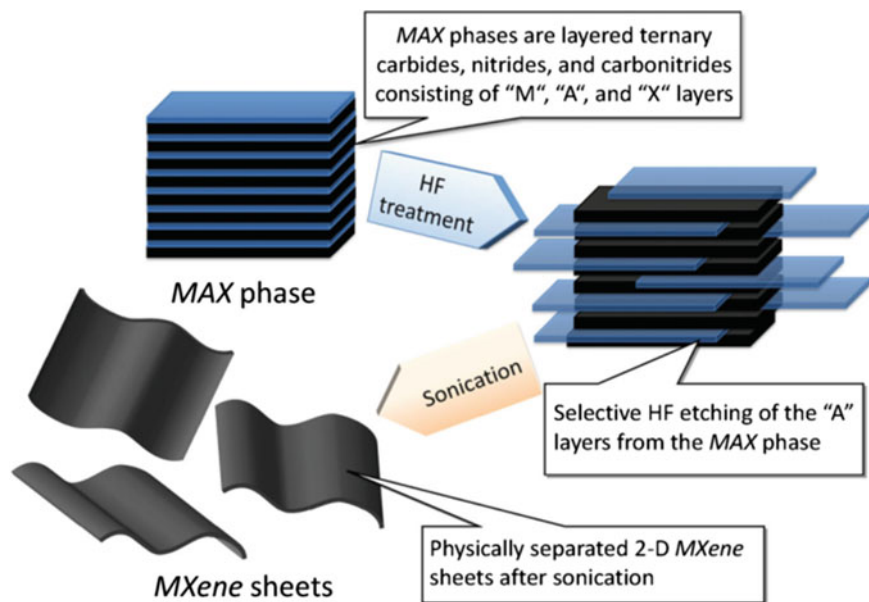 MAX phases are layered ternary
carbides, nitrides, and carbonitrides
consisting of “M“, “A“, and “X“ layers
HF
treatment
MAX phase
Sonication
Selective HF etching of the “A”
layers from the MAX phase
Physically separated 2-D MXene
sheets after sonication
MXene sheets